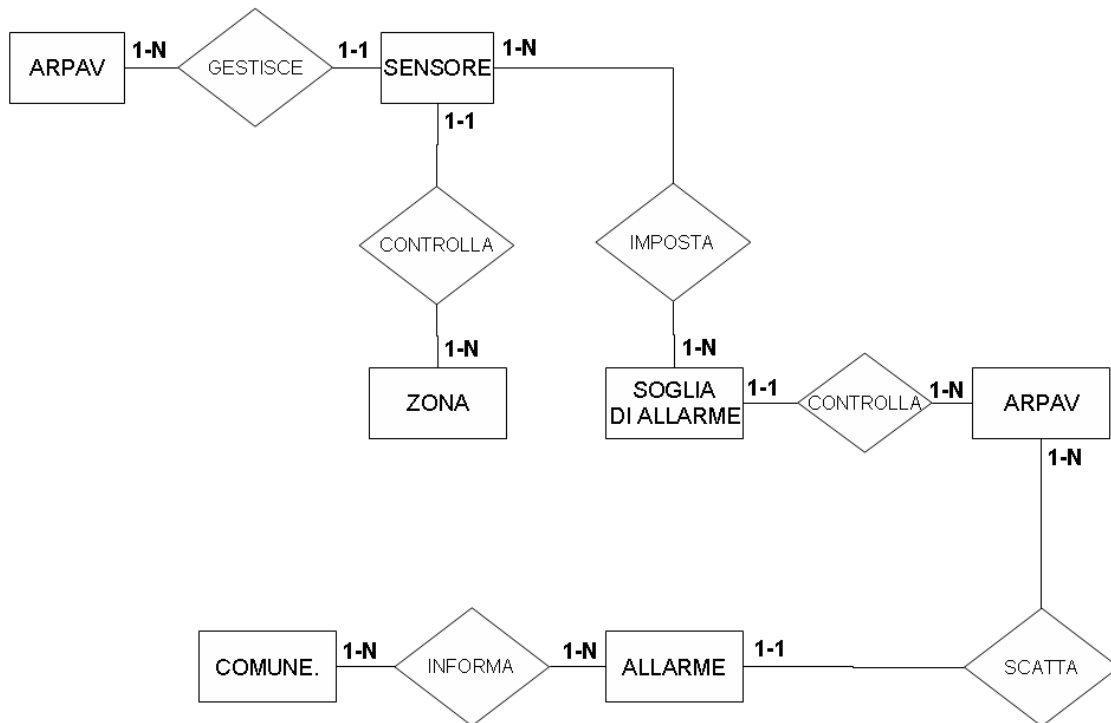 1-N
1-1
1-N
ARPAV
GESTISCE
SENSORE
1-1
CONTROLLA
IMPOSTA
1-N
1-N
ZONA
SOGLIA
DI ALLARME
1-1
CONTROLLA
1-N
ARPAV
1-N
COMUNE.
1-N
INFORMA
1-N
ALLARME
1-1
SCATTA